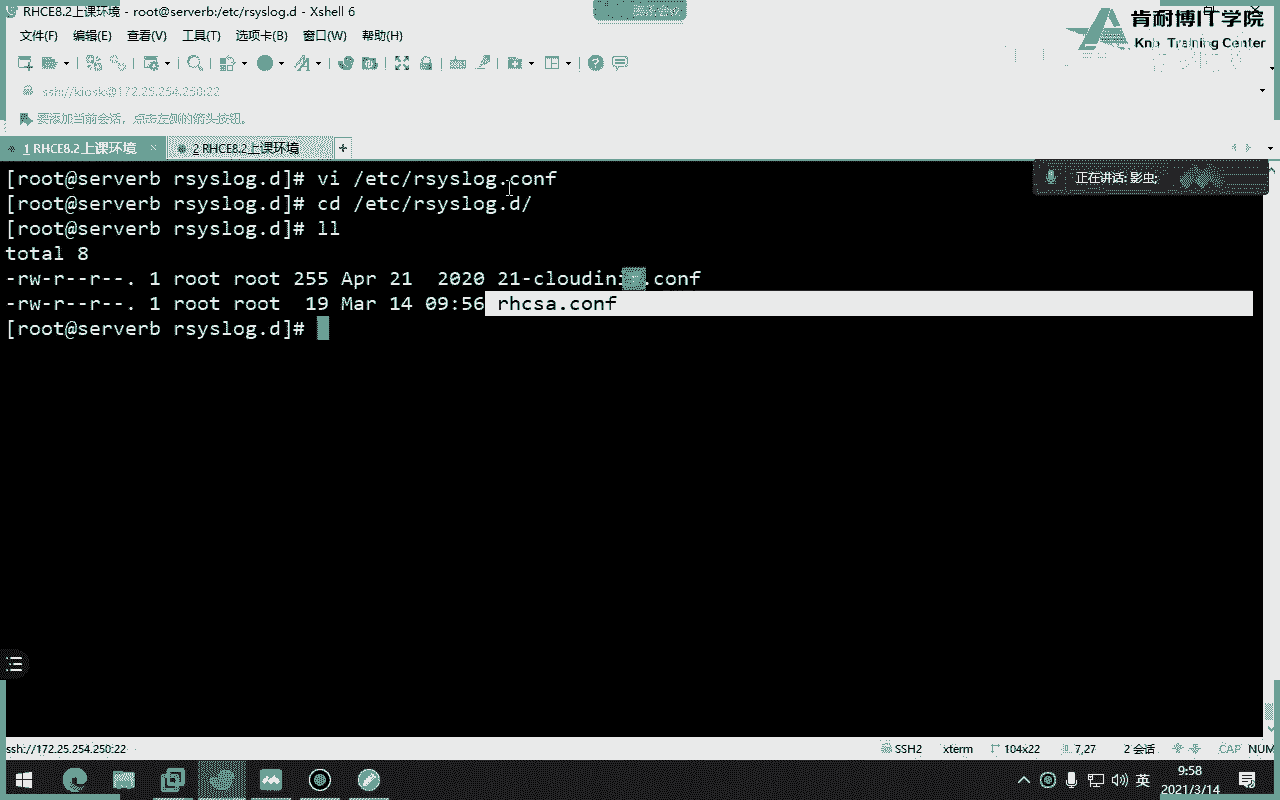 RHCE8.2上课环境 - root@serverb:/etc/rsyslog.d - Xshell 6
肯耐博IT学院
Knb Training Center
文件(F) 编辑(E) 查看(V) 工具(T) 选项卡(B) 窗口(W) 帮助(H)
ssh://kiosk@172.25.254.250:22
要添加当前会话，点击左侧的箭头按钮。
1 RHCE8.2上课环境 × 2 RHCE8.2上课环境 +
正在讲话: 影虫;
[root@serverb rsyslog.d]# vi /etc/rsyslog.conf
[root@serverb rsyslog.d]# cd /etc/rsyslog.d/
[root@serverb rsyslog.d]# ll
total 8
-rw-r--r--. 1 root root 255 Apr 21  2020 21-cloudinit.conf
-rw-r--r--. 1 root root  19 Mar 14 09:56 rhcsa.conf
[root@serverb rsyslog.d]#
ssh://172.25.254.250:22 SSH2 xterm 104x22 7,27 2 会话 CAP NUM
英
9:58
2021/3/14